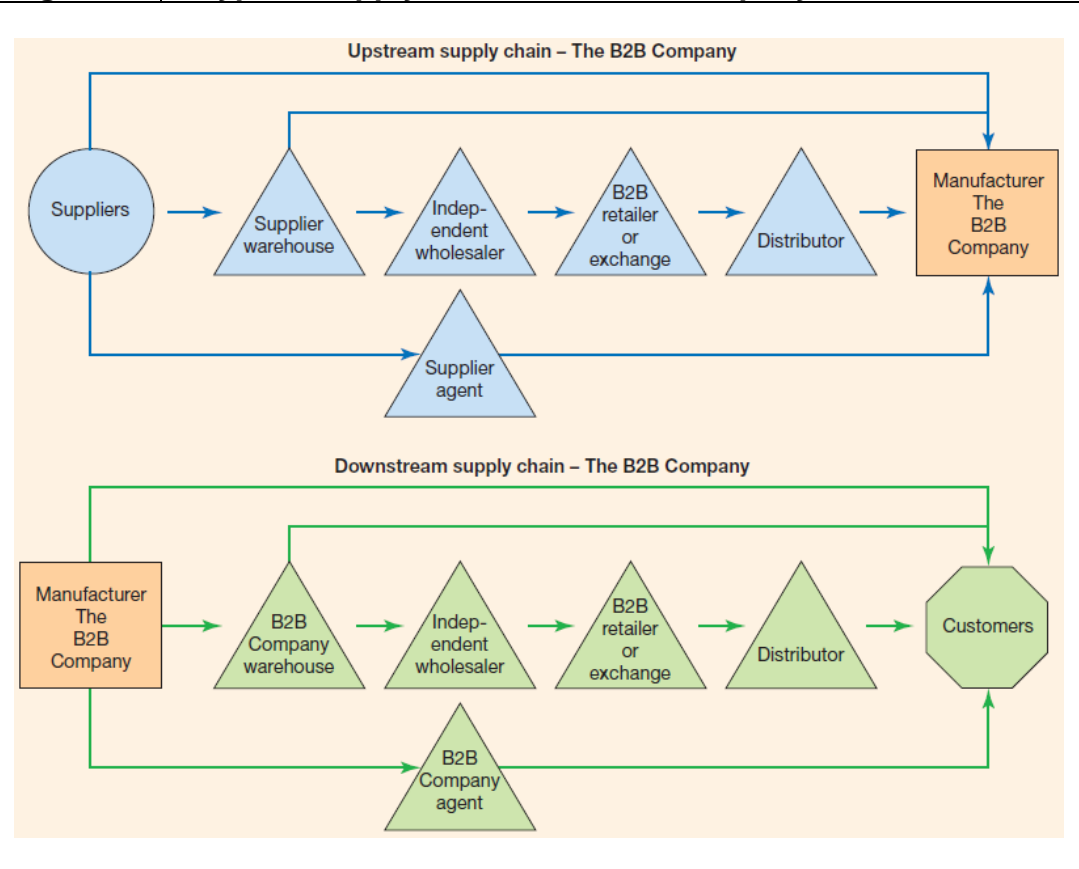 Upstream supply chain – The B2B Company
Suppliers
Supplier
warehouse
Indep-
endent
wholesaler
B2B
retailer
or
exchange
Distributor
Manufacturer
The
B2B
Company
Supplier
agent
Downstream supply chain – The B2B Company
Manufacturer
The
B2B
Company
B2B
Company
warehouse
Indep-
endent
wholesaler
B2B
retailer
or
exchange
Distributor
Customers
B2B
Company
agent